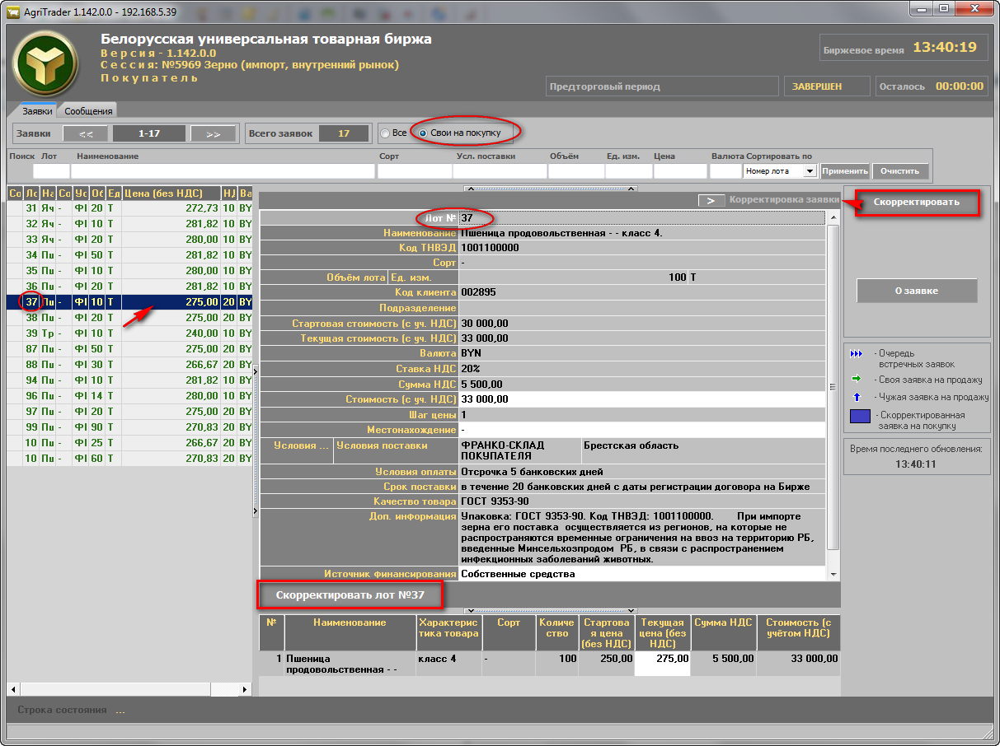 AgriTrader 1.142.0.0 - 192.168.5.39
Белорусская универсальная товарная биржа
Версия - 1.142.0.0
Сессия: №5969 Зерно (импорт, внутренний рынок)
Покупатель
Биржевое время 13:40:19
Предторговый период ЗАВЕРШЕН Осталось 00:00:00
Заявки Сообщения
Заявки << 1-17 >> Всего заявок 17 Все Свои на покупку
Поиск Лот Наименование Сорт Усл. поставки Объём Ед. изм. Цена Валюта Сортировать по
Номер лота Применить Очистить
Со Лс На Со Ус Об Ед Цена (без НДС) НД Ва
31 Яч - ФІ 20 Т 272,73 10 BY
32 Яч - ФІ 10 Т 281,82 10 BY
33 Яч - ФІ 20 Т 280,00 10 BY
34 Пш - ФІ 50 Т 281,82 10 BY
35 Пш - ФІ 10 Т 280,00 10 BY
36 Пш - ФІ 20 Т 281,82 10 BY
37 Пш - ФІ 10 Т 275,00 20 BY
38 Пш - ФІ 20 Т 275,00 20 BY
39 Тр - ФІ 10 Т 240,00 10 BY
87 Пш - ФІ 50 Т 275,00 20 BY
88 Пш - ФІ 30 Т 266,67 20 BY
94 Пш - ФІ 10 Т 281,82 10 BY
96 Пш - ФІ 14 Т 280,00 10 BY
97 Пш - ФІ 20 Т 275,00 20 BY
99 Пш - ФІ 90 Т 270,83 20 BY
10 Пш - ФІ 25 Т 266,67 20 BY
10 Пш - ФІ 60 Т 270,83 20 BY
> Корректировка заявки
Лот № 37
Наименование Пшеница продовольственная - - класс 4.
Код ТНВЭД 1001100000
Сорт -
Объём лота Ед. изм. 100 Т
Код клиента 002895
Подразделение
Стартовая стоимость (с уч. НДС) 30 000,00
Текущая стоимость (с уч. НДС) 33 000,00
Валюта BYN
Ставка НДС 20%
Сумма НДС 5 500,00
Стоимость (с уч. НДС) 33 000,00
Шаг цены 1
Местонахождение -
Условия ... Условия поставки ФРАНКО-СКЛАД Брестская область
ПОКУПАТЕЛЯ
Условия оплаты Отсрочка 5 банковских дней
Срок поставки в течение 20 банковских дней с даты регистрации договора на Бирже
Качество товара ГОСТ 9353-90
Доп. информация Упаковка: ГОСТ 9353-90. Код ТНВЭД: 1001100000. При импорте
зерна его поставка осуществляется из регионов, на которые не
распространяются временные ограничения на ввоз на территорию РБ,
введенные Минсельхозпродом РБ, в связи с распространением
инфекционных заболеваний животных.
Источник финансирования Собственные средства
Скорректировать лот №37
№ Наименование Характеристика товара Сорт Количество Стартовая цена (без НДС) Текущая цена (без НДС) Сумма НДС Стоимость (с учётом НДС)
1 Пшеница продовольственная - - класс 4 - 100 250,00 275,00 5 500,00 33 000,00
Скорректировать
О заявке
- Очередь
встречных заявок
- Своя заявка на продажу
- Чужая заявка на продажу
- Скорректированная
заявка на покупку
Время последнего обновления:
13:40:11
Строка состояния ...